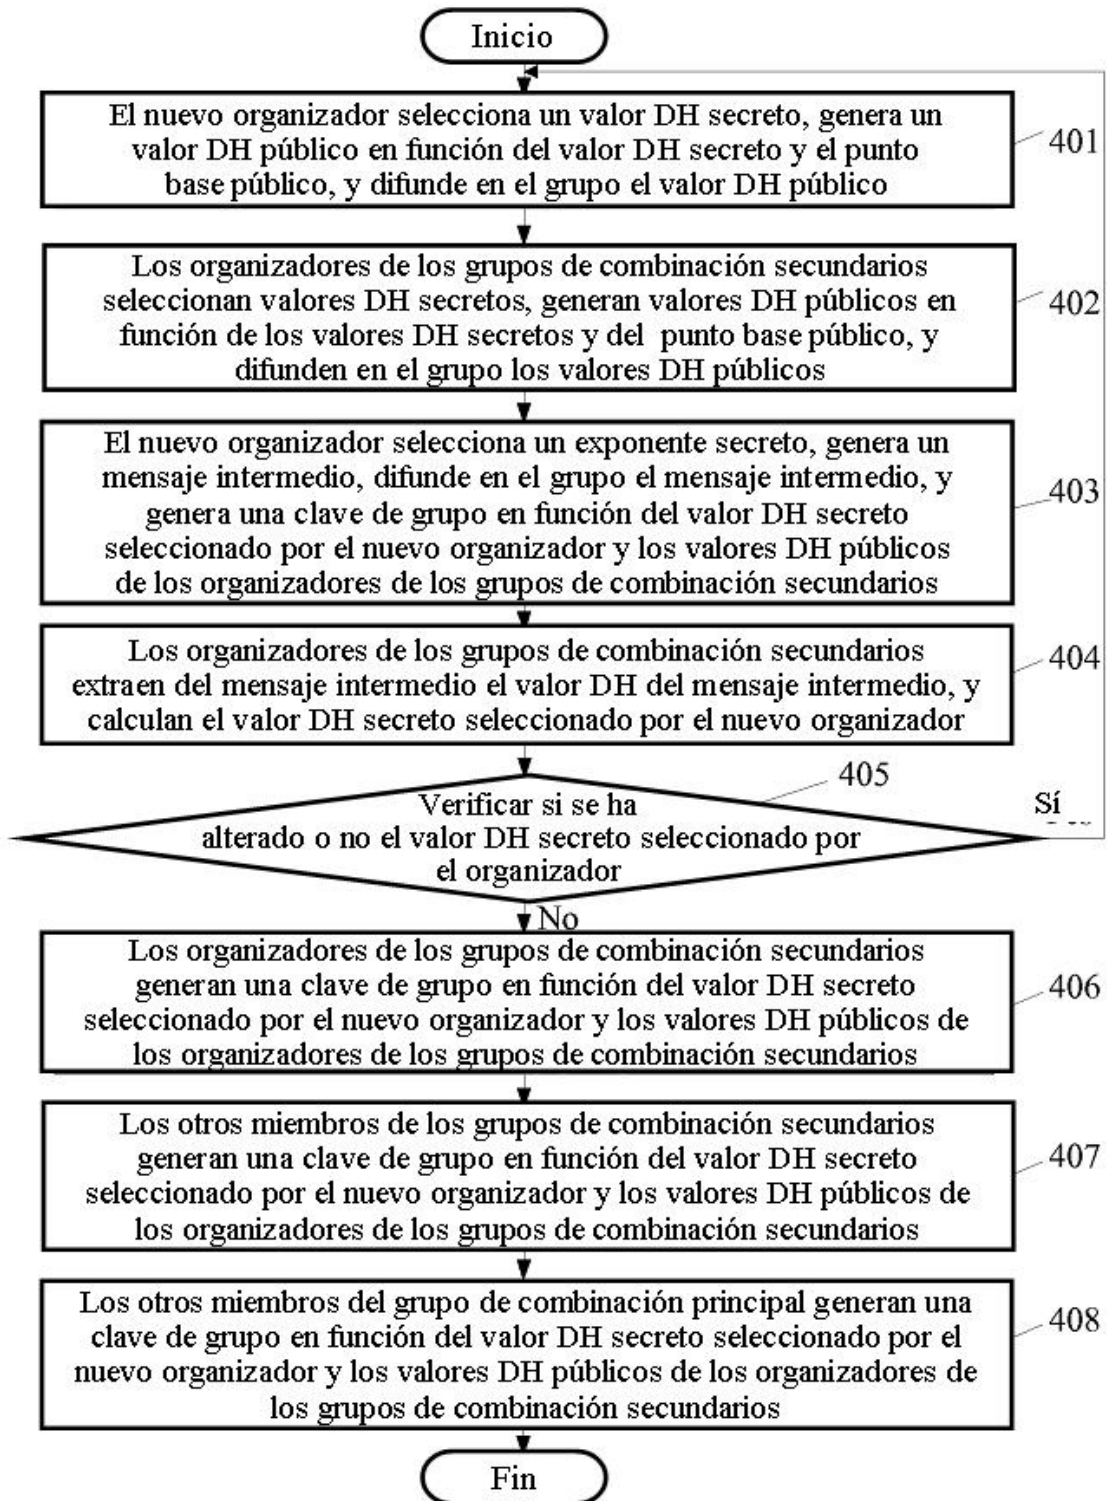 Inicio
El nuevo organizador selecciona un valor DH secreto, genera un
valor DH público en función del valor DH secreto y el punto
base público, y difunde en el grupo el valor DH público
401
Los organizadores de los grupos de combinación secundarios
seleccionan valores DH secretos, generan valores DH públicos en
función de los valores DH secretos y del punto base público, y
difunden en el grupo los valores DH públicos
402
El nuevo organizador selecciona un exponente secreto, genera un
mensaje intermedio, difunde en el grupo el mensaje intermedio, y
genera una clave de grupo en función del valor DH secreto
seleccionado por el nuevo organizador y los valores DH públicos
de los organizadores de los grupos de combinación secundarios
403
Los organizadores de los grupos de combinación secundarios
extraen del mensaje intermedio el valor DH del mensaje intermedio, y
calculan el valor DH secreto seleccionado por el nuevo organizador
404
405
Verificar si se ha
alterado o no el valor DH secreto seleccionado por
el organizador
Sí
No
Los organizadores de los grupos de combinación secundarios
generan una clave de grupo en función del valor DH secreto
seleccionado por el nuevo organizador y los valores DH públicos de
los organizadores de los grupos de combinación secundarios
406
Los otros miembros de los grupos de combinación secundarios
generan una clave de grupo en función del valor DH secreto
seleccionado por el nuevo organizador y los valores DH públicos de
los organizadores de los grupos de combinación secundarios
407
Los otros miembros del grupo de combinación principal generan una
clave de grupo en función del valor DH secreto seleccionado por el
nuevo organizador y los valores DH públicos de los organizadores de
los grupos de combinación secundarios
408
Fin